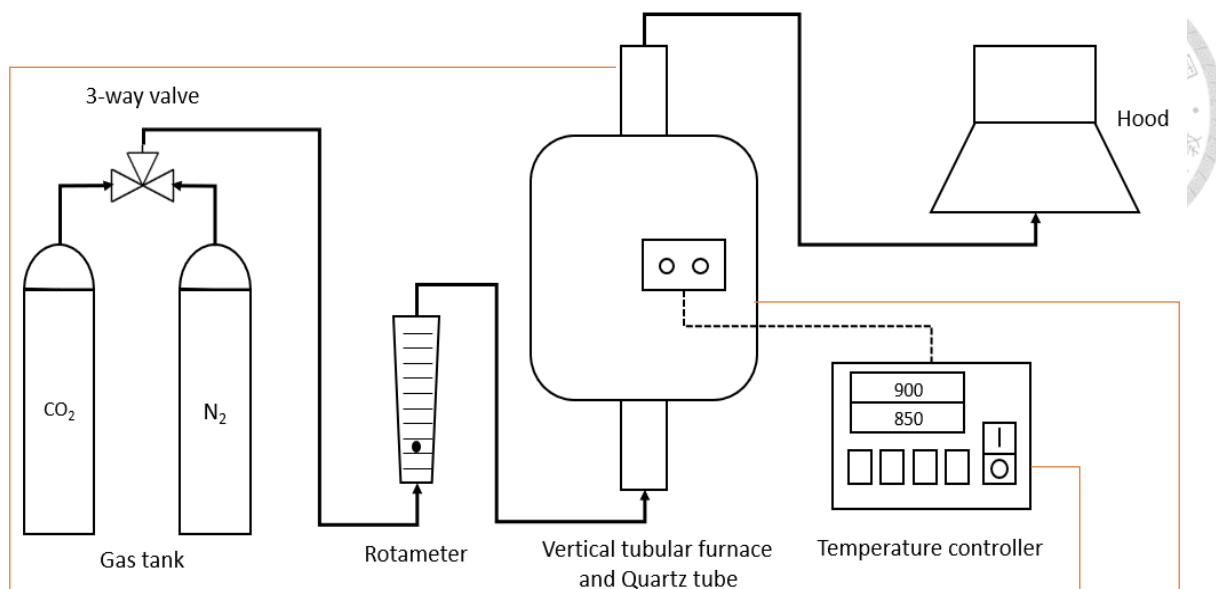 3-way valve
Hood
CO₂
N₂
900
850
Gas tank
Rotameter
Vertical tubular furnace
and Quartz tube
Temperature controller